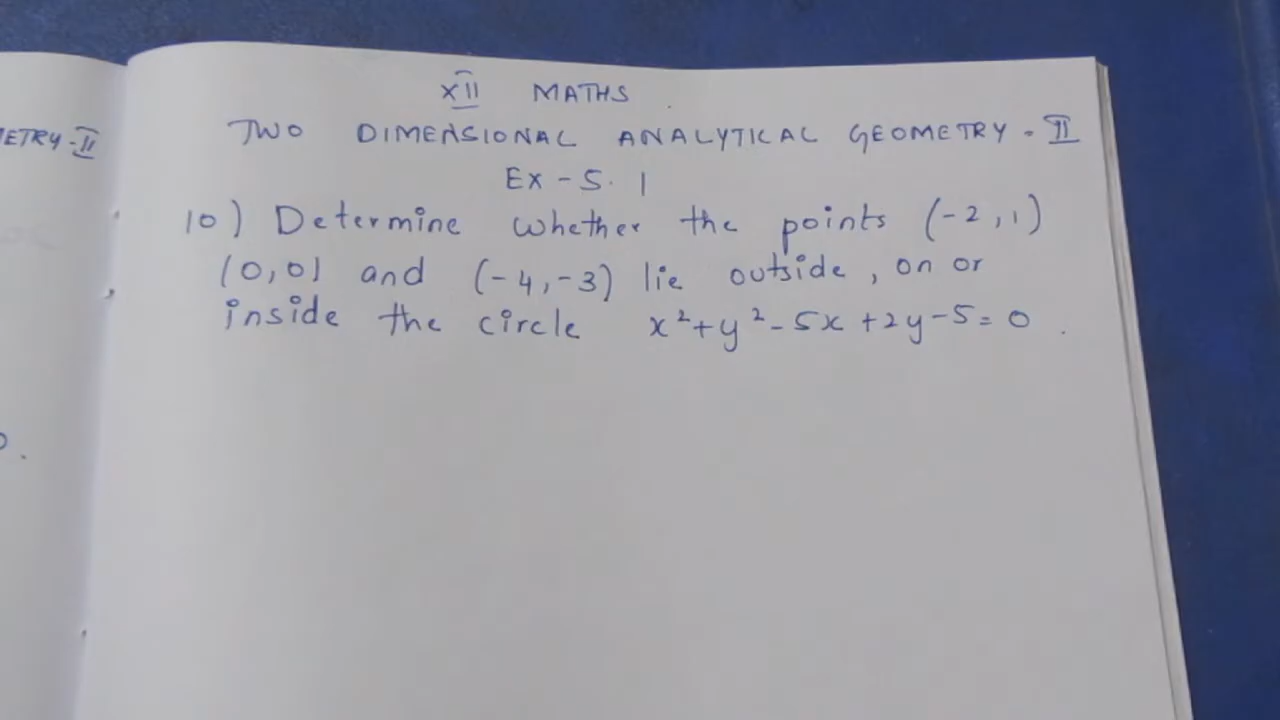 ETRY-II
XII MATHS
TWO DIMENSIONAL ANALYTICAL GEOMETRY - II
Ex - 5. 1
10) Determine whether the points (-2, 1)
(0,0) and (-4,-3) lie outside, on or
inside the circle x²+y²-5x+2y-5=0.